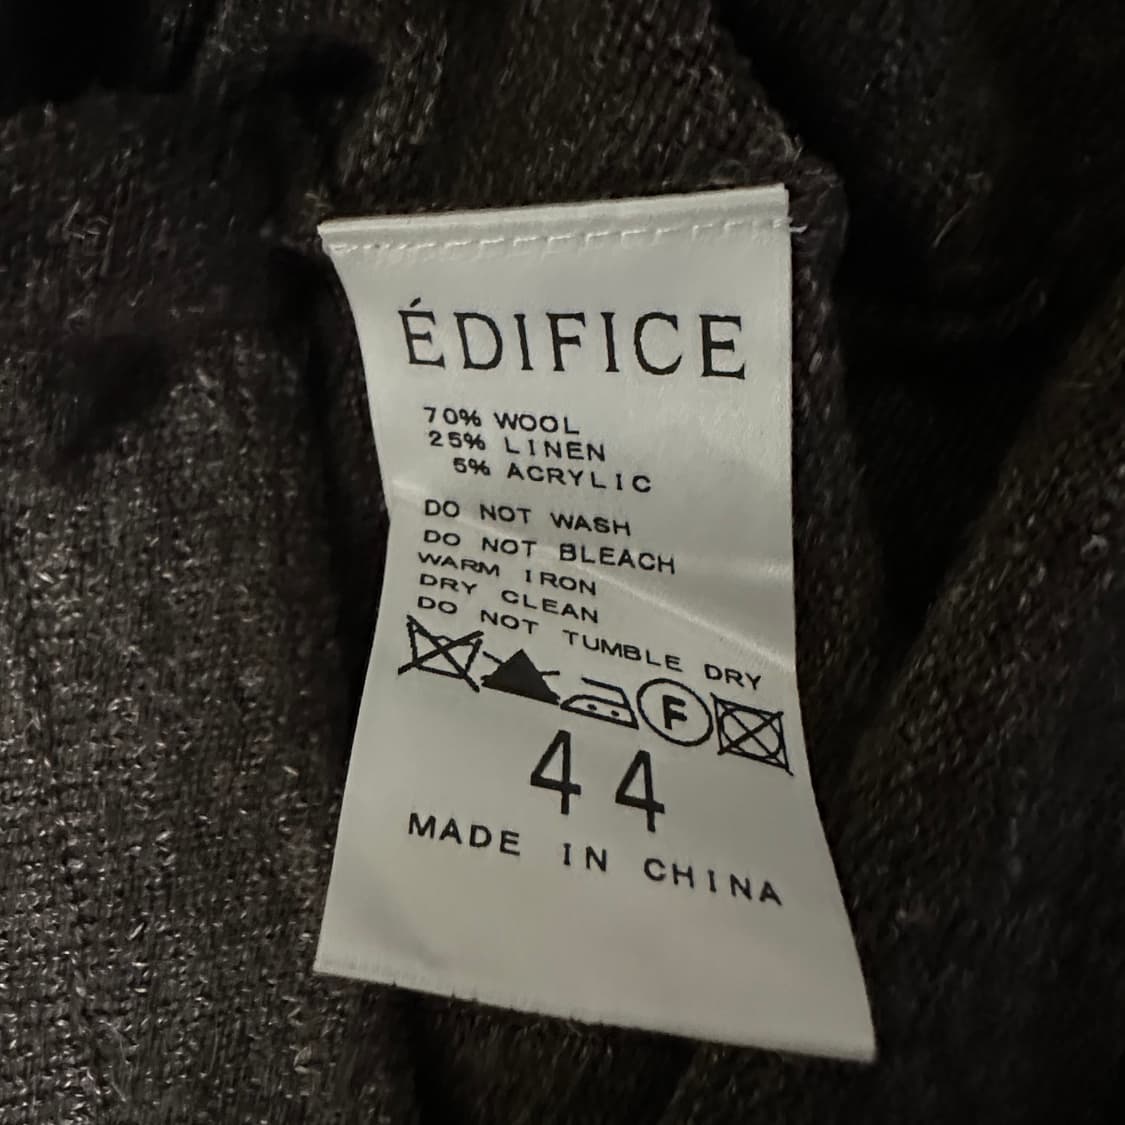 ÉDIFICE
70% WOOL
25% LINEN
5% ACRYLIC
DO NOT WASH
DO NOT BLEACH
WARM IRON
DRY CLEAN
DO NOT TUMBLE DRY
F
44
MADE IN CHINA